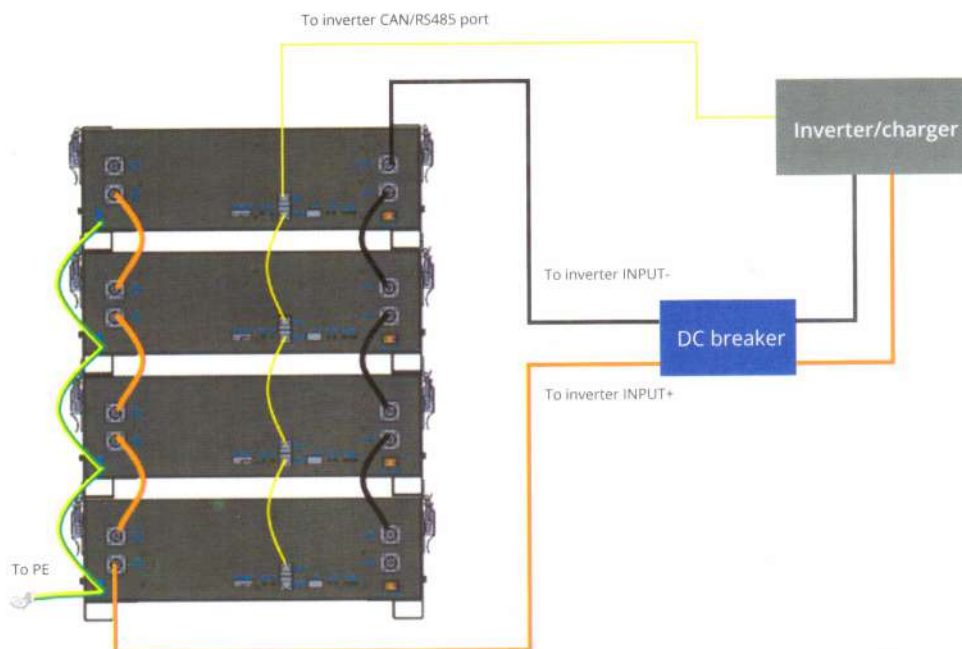 To inverter CAN/RS485 port
Inverter/charger
To inverter INPUT-
DC breaker
To inverter INPUT+
To PE